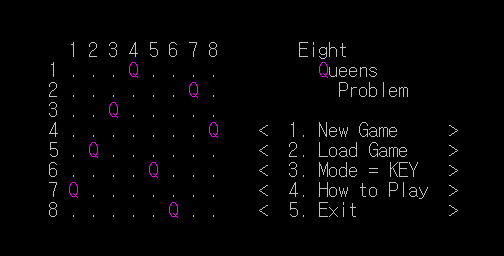 1 2 3 4 5 6 7 8 Eight
1 . . . Q . . . . Queens
2 . . . . . . Q . Problem
3 . . Q . . . . .
4 . . . . . . . Q < 1. New Game >
5 . Q . . . . . . < 2. Load Game >
6 . . . . Q . . . < 3. Mode = KEY >
7 Q . . . . . . . < 4. How to Play >
8 . . . . . Q . . < 5. Exit >